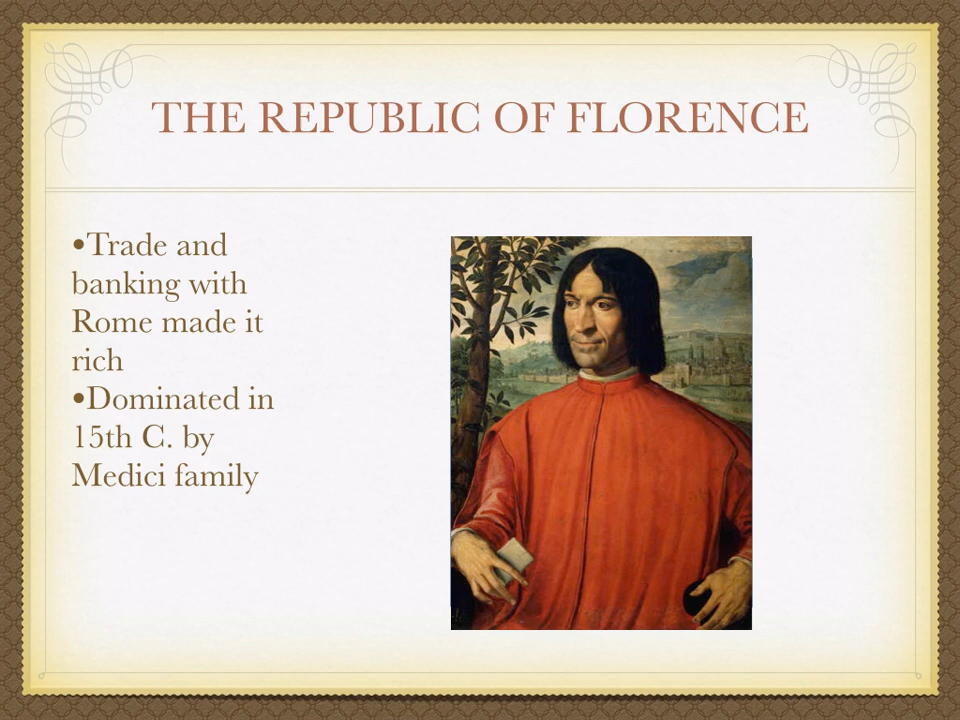 THE REPUBLIC OF FLORENCE
•Trade and
banking with
Rome made it
rich
•Dominated in
15th C. by
Medici family